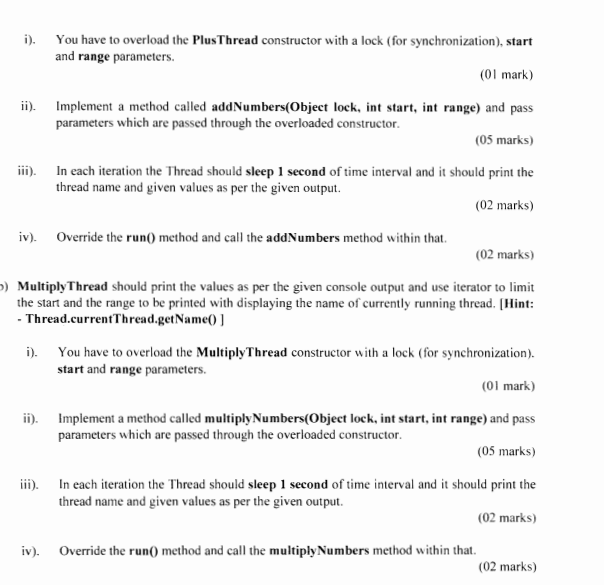 i). You have to overload the PlusThread constructor with a lock (for synchronization), start
and range parameters.
(01 mark)
ii). Implement a method called addNumbers(Object lock, int start, int range) and pass
parameters which are passed through the overloaded constructor.
(05 marks)
iii). In each iteration the Thread should sleep 1 second of time interval and it should print the
thread name and given values as per the given output.
(02 marks)
iv). Override the run() method and call the addNumbers method within that.
(02 marks)
b) MultiplyThread should print the values as per the given console output and use iterator to limit
the start and the range to be printed with displaying the name of currently running thread. [Hint:
- Thread.currentThread.getName() ]
i). You have to overload the MultiplyThread constructor with a lock (for synchronization).
start and range parameters.
(01 mark)
ii). Implement a method called multiplyNumbers(Object lock, int start, int range) and pass
parameters which are passed through the overloaded constructor.
(05 marks)
iii). In each iteration the Thread should sleep 1 second of time interval and it should print the
thread name and given values as per the given output.
(02 marks)
iv). Override the run() method and call the multiplyNumbers method within that.
(02 marks)